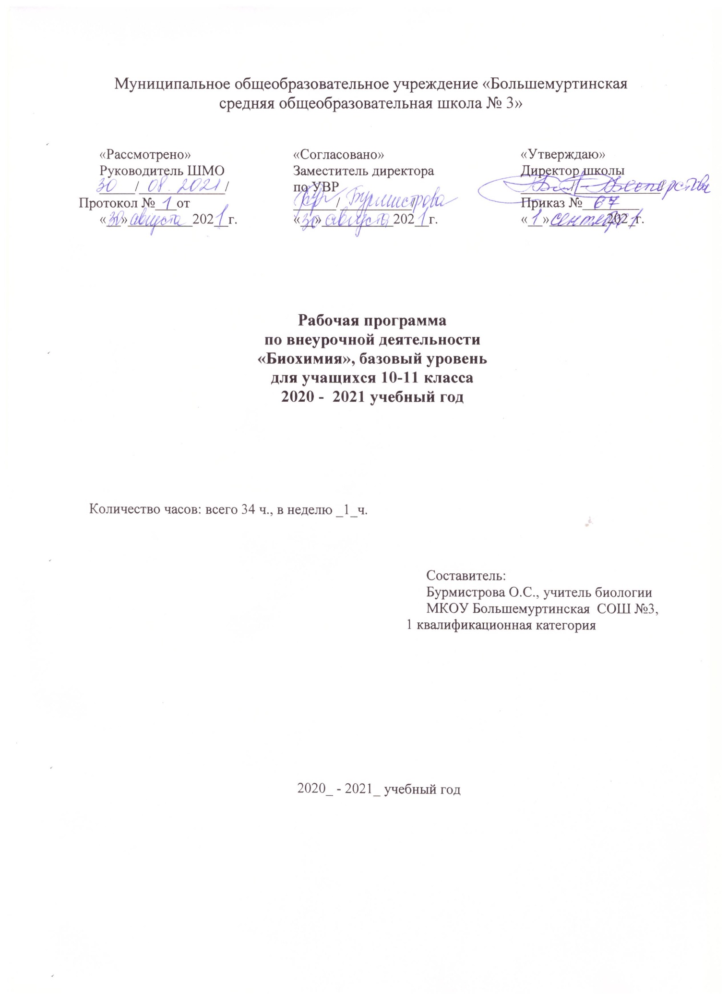 Муниципальное общеобразовательное учреждение «Большемуртинская
средняя общеобразовательная школа № 3»
«Рассмотрено»
Руководитель ШМО
30 / 08. 2021 /
Протокол № 1 от
«30» августа 2021 г.
«Согласовано»
Заместитель директора
по УВР
/ Бурмистрова /
«30» августа 2021 г.
«Утверждаю»
Директор школы
Приказ № 67
«1» сентября 2021 г.
Рабочая программа
по внеурочной деятельности
«Биохимия», базовый уровень
для учащихся 10-11 класса
2020 - 2021 учебный год
Количество часов: всего 34 ч., в неделю _1_ч.
Составитель:
Бурмистрова О.С., учитель биологии
МКОУ Большемуртинская СОШ №3,
1 квалификационная категория
2020_ - 2021_ учебный год